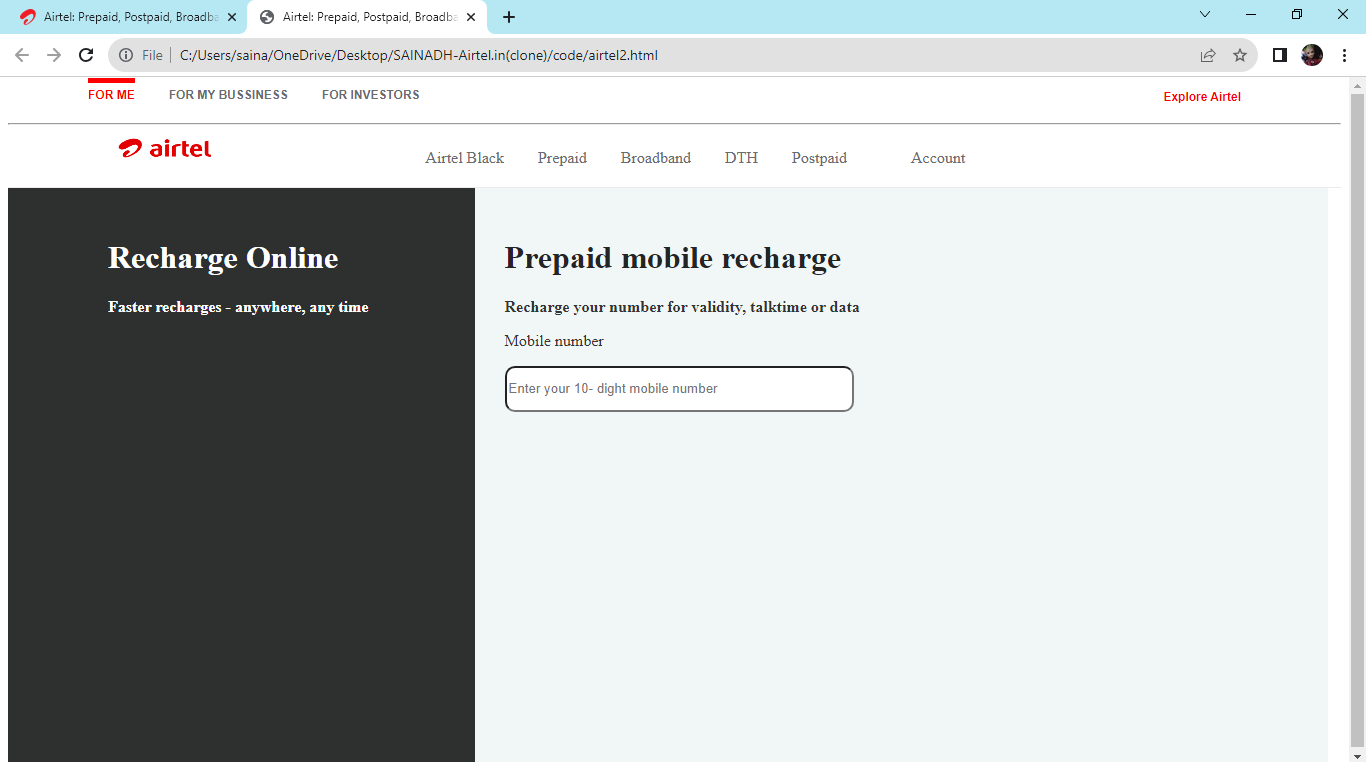 Airtel: Prepaid, Postpaid, Broadba
Airtel: Prepaid, Postpaid, Broadba
File
C:/Users/saina/OneDrive/Desktop/SAINADH-Airtel.in(clone)/code/airtel2.html
FOR ME FOR MY BUSSINESS FOR INVESTORS Explore Airtel
airtel Airtel Black Prepaid Broadband DTH Postpaid Account
Recharge Online
Faster recharges - anywhere, any time
Prepaid mobile recharge
Recharge your number for validity, talktime or data
Mobile number
Enter your 10- dight mobile number